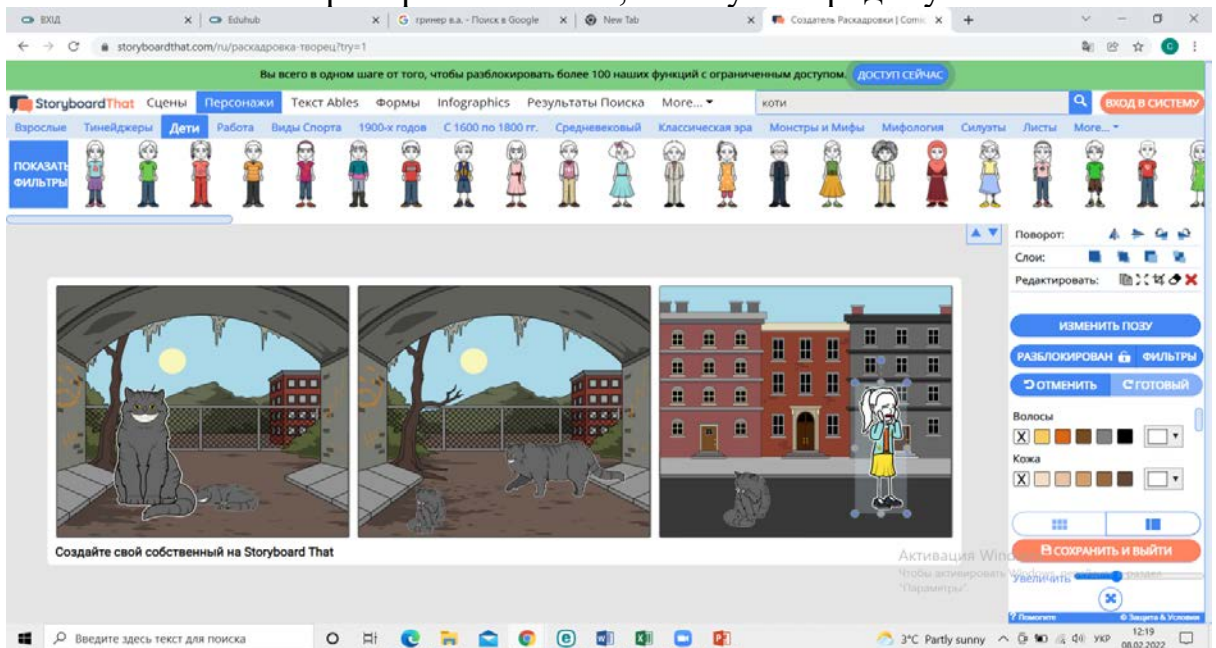 ВХІД
Eduhub
гринер в.а. - Поиск в Google
New Tab
Создатель Раскадровки | Comic
storyboardthat.com/ru/раскадровка-творец?try=1
Вы всего в одном шаге от того, чтобы разблокировать более 100 наших функций с ограниченным доступом. ДОСТУП СЕЙЧАС
StoryboardThat Сцены Персонажи Текст Ables Формы Infographics Результаты Поиска More... коти ВХОД В СИСТЕМУ
Взрослые Тинейджеры Дети Работа Виды Спорта 1900-х годов С 1600 по 1800 гг. Средневековый Классическая эра Монстры и Мифы Мифология Силуэты Листы More...
ПОКАЗАТЬ
ФИЛЬТРЫ
Поворот:
Слои:
Редактировать:
ИЗМЕНИТЬ ПОЗУ
РАЗБЛОКИРОВАН ФИЛЬТРЫ
ОТМЕНИТЬ ГОТОВЫЙ
Волосы
X
Кожа
X
Создайте свой собственный на Storyboard That
СОХРАНИТЬ И ВЫЙТИ
Увеличить
Активация Windo
Чтобы активировать Windows, раздел
"Параметры".
? Помогите © Защита & Условия
Введите здесь текст для поиска
3°C Partly sunny УКР 12:19
08.02.2022